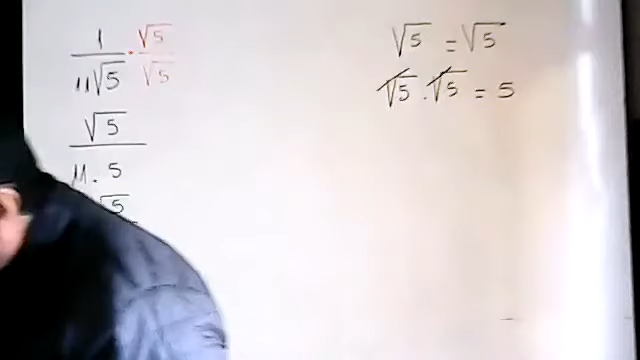 1/11√5 · √5/√5
√5/11 . 5
√5
√5 = √5
√5 . √5 = 5